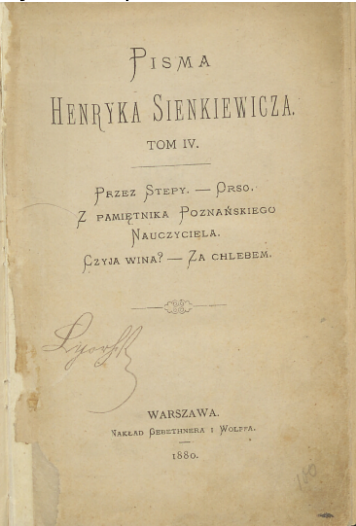 PISMA
HENRYKA SIENKIEWICZA.
TOM IV.
PRZEZ STEPY. — ORSO.
Z PAMIĘTNIKA POZNAŃSKIEGO
NAUCZYCIELA.
CZYJA WINA? — ZA CHLEBEM.
WARSZAWA.
NAKŁAD GEBETHNERA I WOLFFA.
1880.